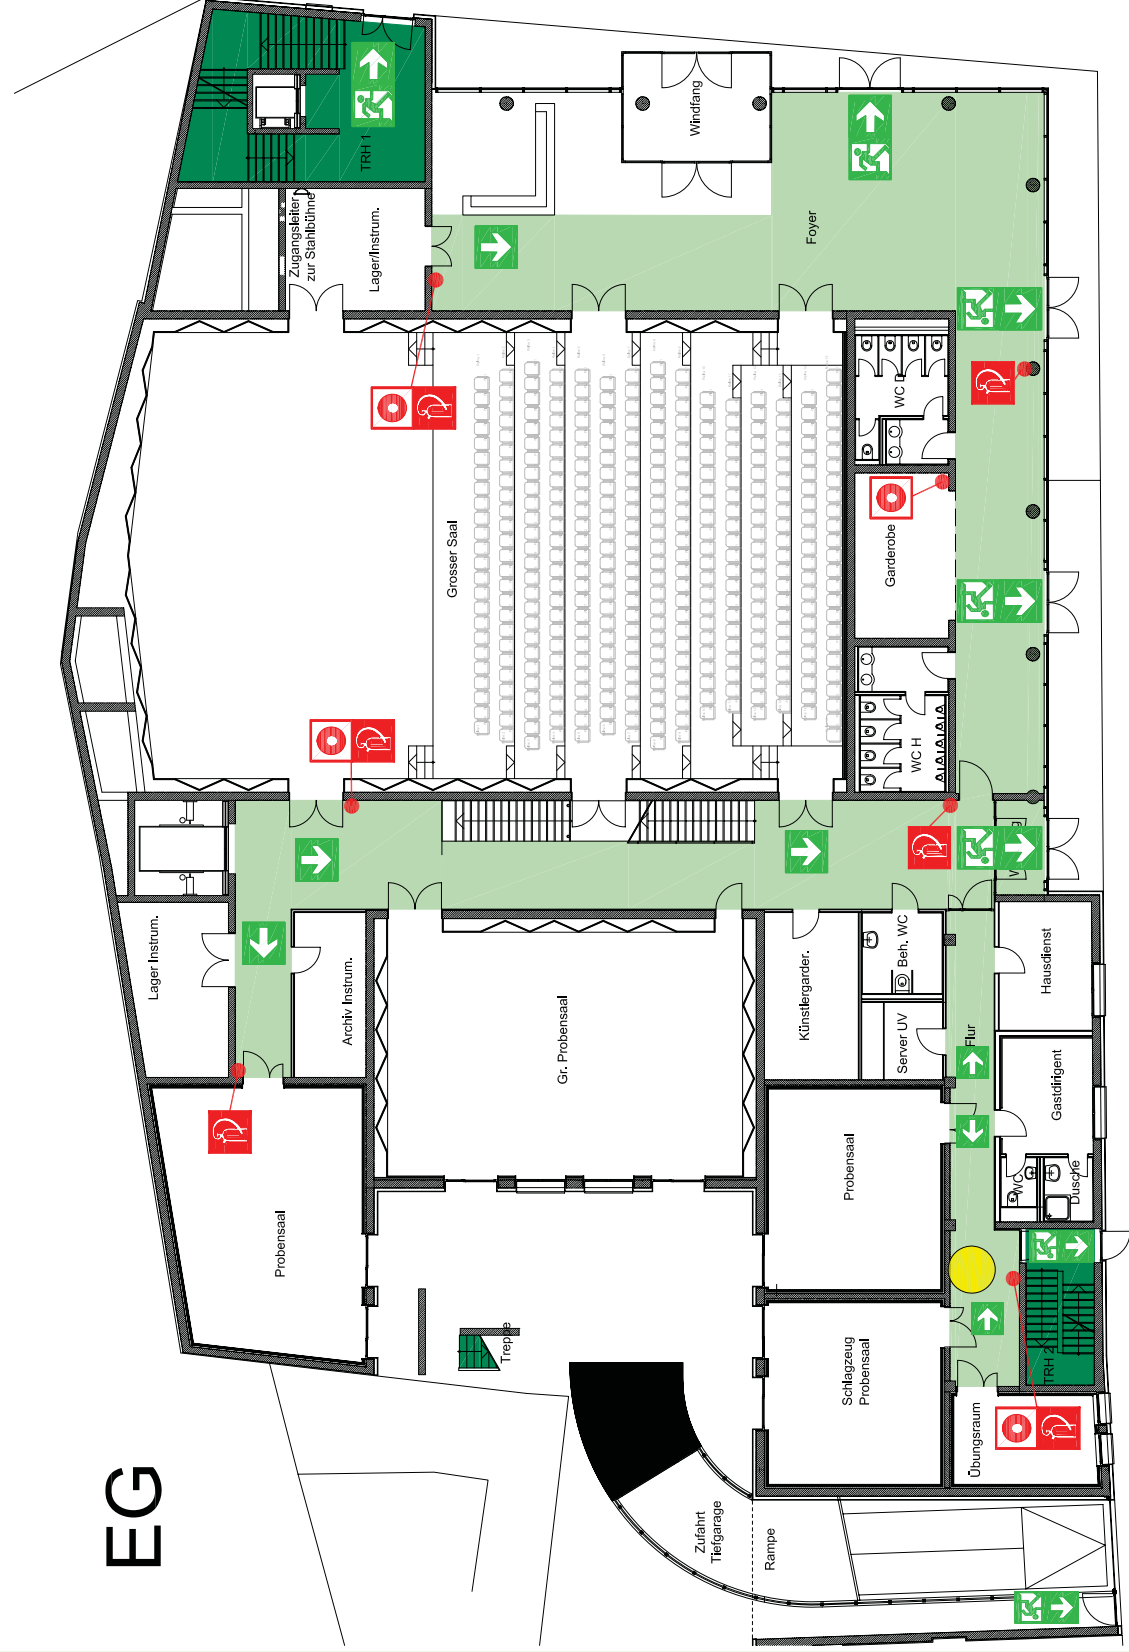 EG
TRH 1
Zugangsleiter
zur Stahlbühne
Lager/Instrum.
Windfang
Foyer
Grosser Saal
WC D
Garderobe
WC H
Lager Instrum.
Archiv Instrum.
Gr. Probensaal
Künstlergarder.
Beh. WC
Server UV
Flur
Hausdienst
Gastdirigent
WC
Dusche
Probensaal
Probensaal
Treppe
Schlagzeug
Probensaal
TRH 2
Übungsraum
Zufahrt
Tiefgarage
Rampe